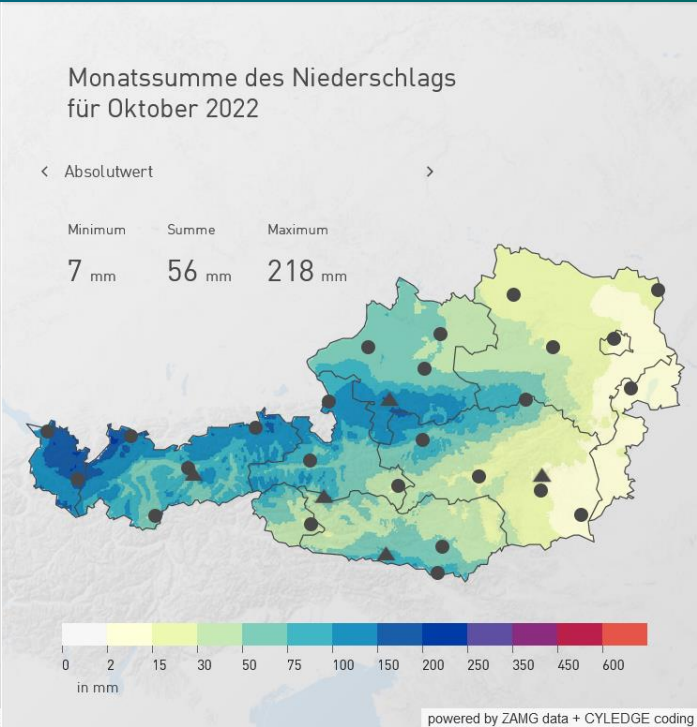 Monatssumme des Niederschlags
für Oktober 2022
< Absolutwert >
Minimum Summe Maximum
7 mm 56 mm 218 mm
0 2 15 30 50 75 100 150 200 250 350 450 600
in mm
powered by ZAMG data + CYLEDGE coding